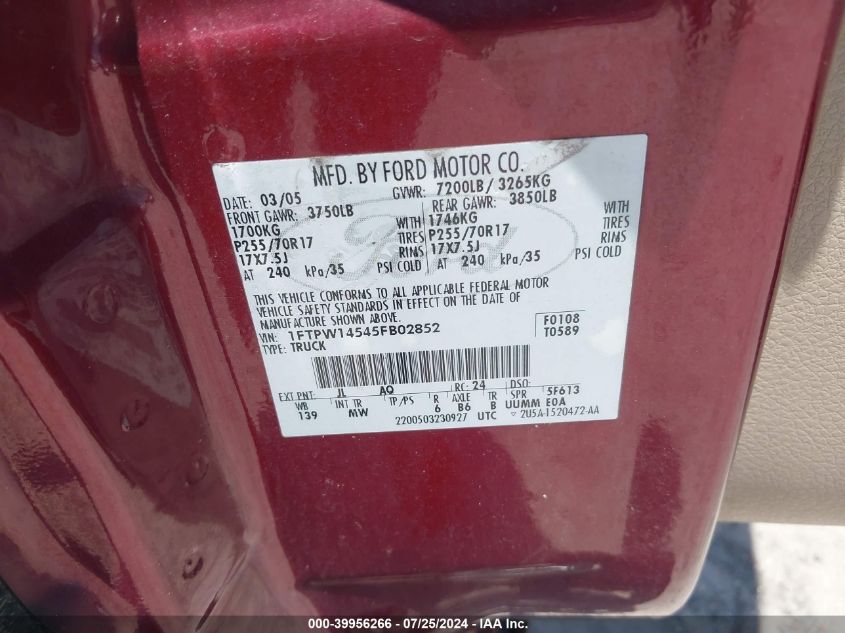 MFD. BY FORD MOTOR CO.
DATE: 03/05 GVWR: 7200LB/ 3265KG
FRONT GAWR: 3750LB REAR GAWR: 3850LB
1700KG WITH 1746KG WITH
P255/70R17 TIRES P255/70R17 TIRES
17X7.5J RIMS 17X7.5J RIMS
AT 240 kPa/35 PSI COLD AT 240 kPa/35 PSI COLD
THIS VEHICLE CONFORMS TO ALL APPLICABLE FEDERAL MOTOR
VEHICLE SAFETY STANDARDS IN EFFECT ON THE DATE OF
MANUFACTURE SHOWN ABOVE.
VIN: 1FTPW14545FB02852 F0108
TYPE: TRUCK T0589
EXT PNT: JL AQ RC: 24 DSO:
WB INT TR TP/PS R AXLE TR SPR 5F613
139 MW 6 B6 B UUMM E0A
2200503230927 UTC 2U5A-1520472-AA
Ford
000-39956266 - 07/25/2024 - WWW.IAAI.COM